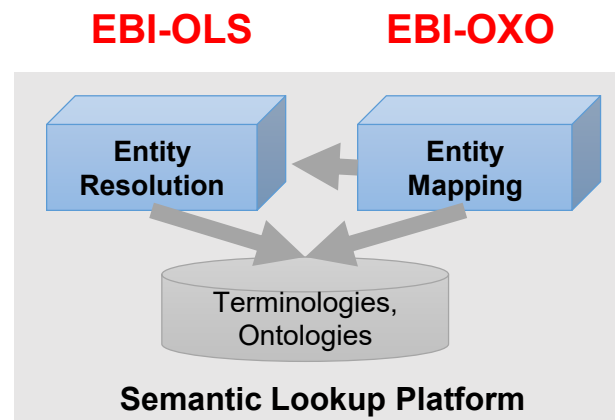 EBI-OLS EBI-OXO
Entity
Resolution
Entity
Mapping
Terminologies,
Ontologies
Semantic Lookup Platform